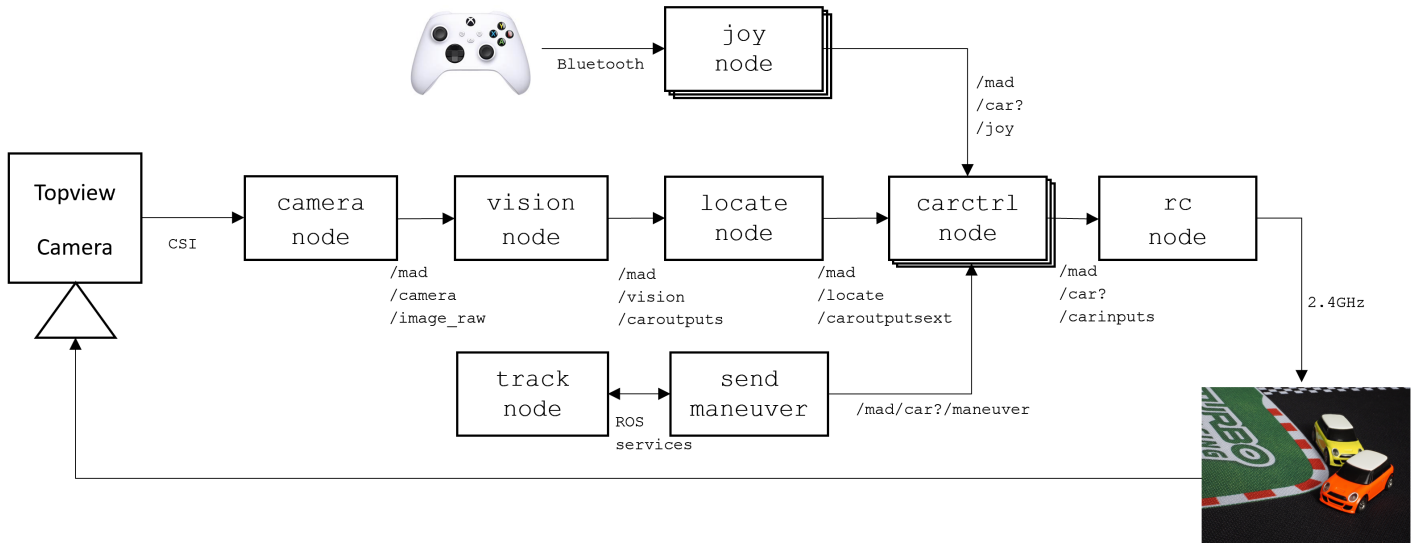 joy
node
Bluetooth
/mad
/car?
/joy
Topview
Camera
CSI
camera
node
/mad
/camera
/image_raw
vision
node
/mad
/vision
/caroutputs
locate
node
/mad
/locate
/caroutputsext
carctrl
node
/mad
/car?
/carinputs
rc
node
2.4GHz
track
node
ROS
services
send
maneuver
/mad/car?/maneuver